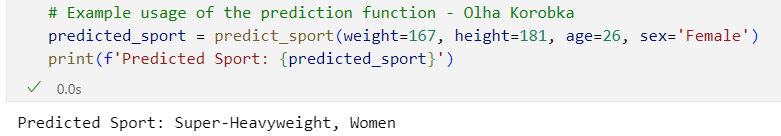 # Example usage of the prediction function - Olha Korobka
predicted_sport = predict_sport(weight=167, height=181, age=26, sex='Female')
print(f'Predicted Sport: {predicted_sport}')
0.0s
Predicted Sport: Super-Heavyweight, Women